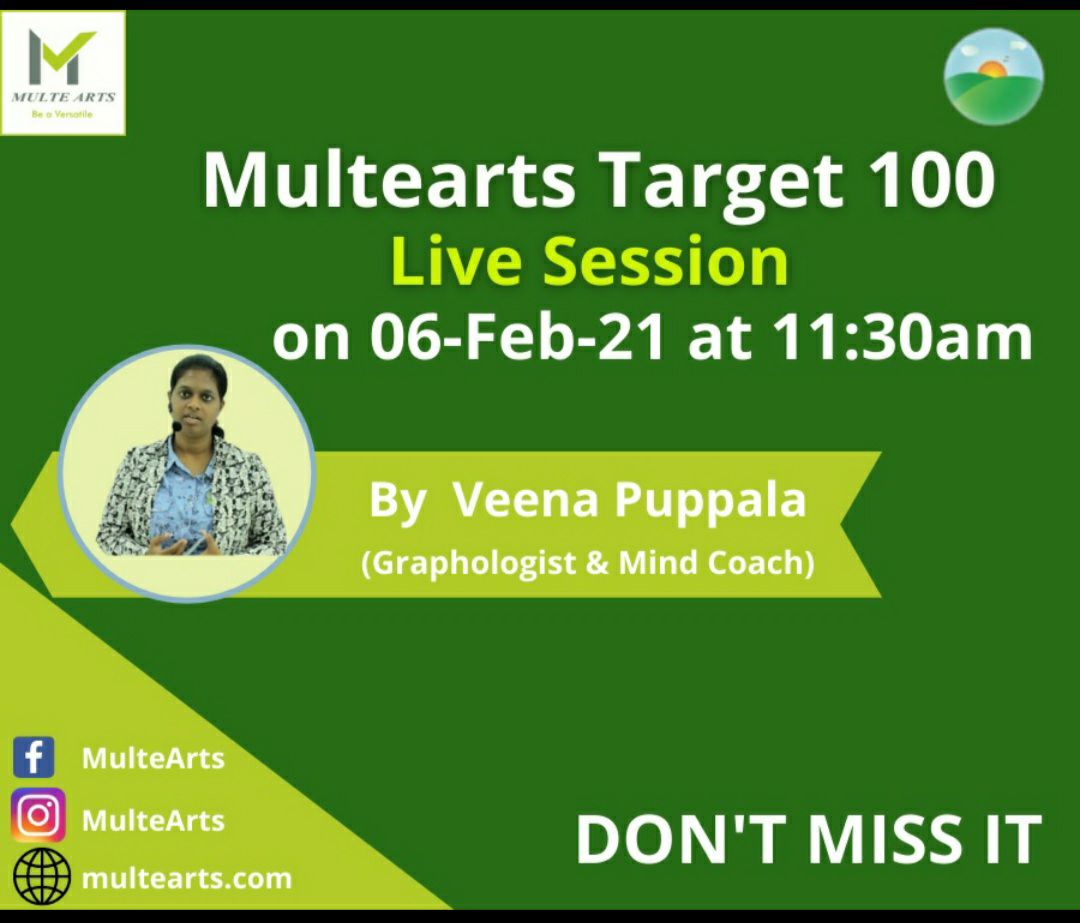 MULTE ARTS
Be a Versatile
Multearts Target 100
Live Session
on 06-Feb-21 at 11:30am
By Veena Puppala
(Graphologist & Mind Coach)
MulteArts
MulteArts
multearts.com
DON'T MISS IT